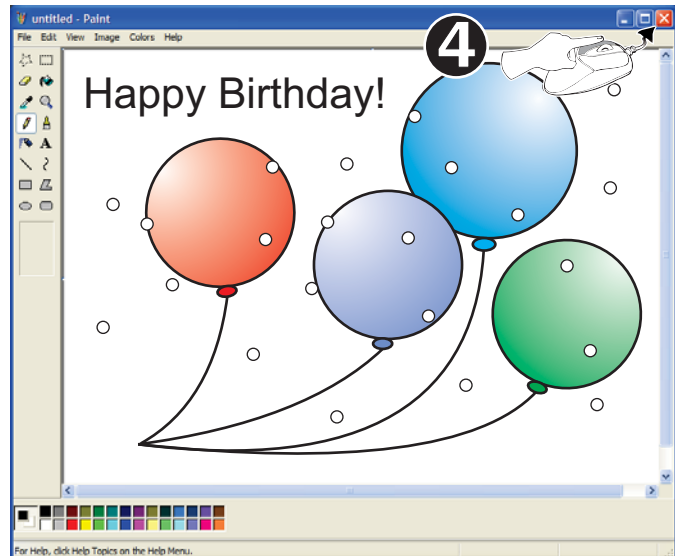 untitled - Paint
File Edit View Image Colors Help
4
Happy Birthday!
A
For Help, click Help Topics on the Help Menu.